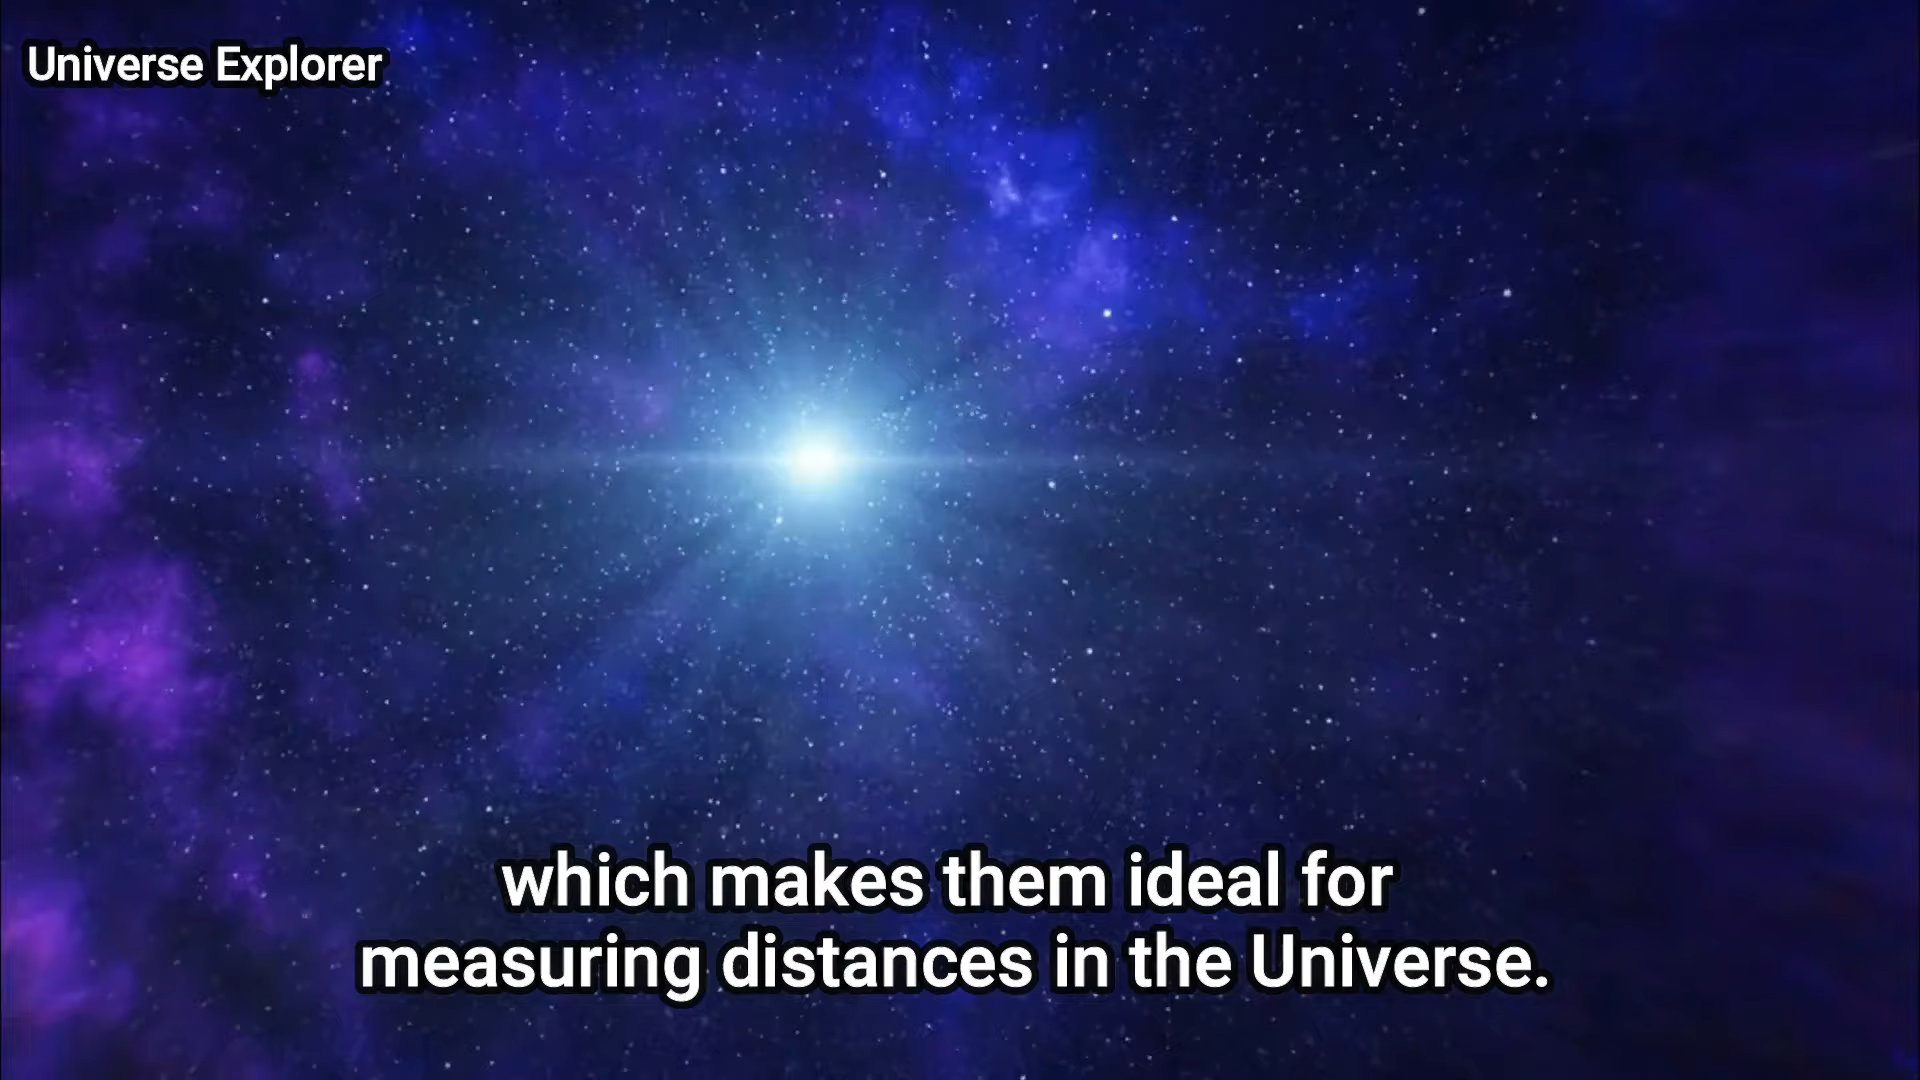 Universe Explorer
which makes them ideal for
measuring distances in the Universe.